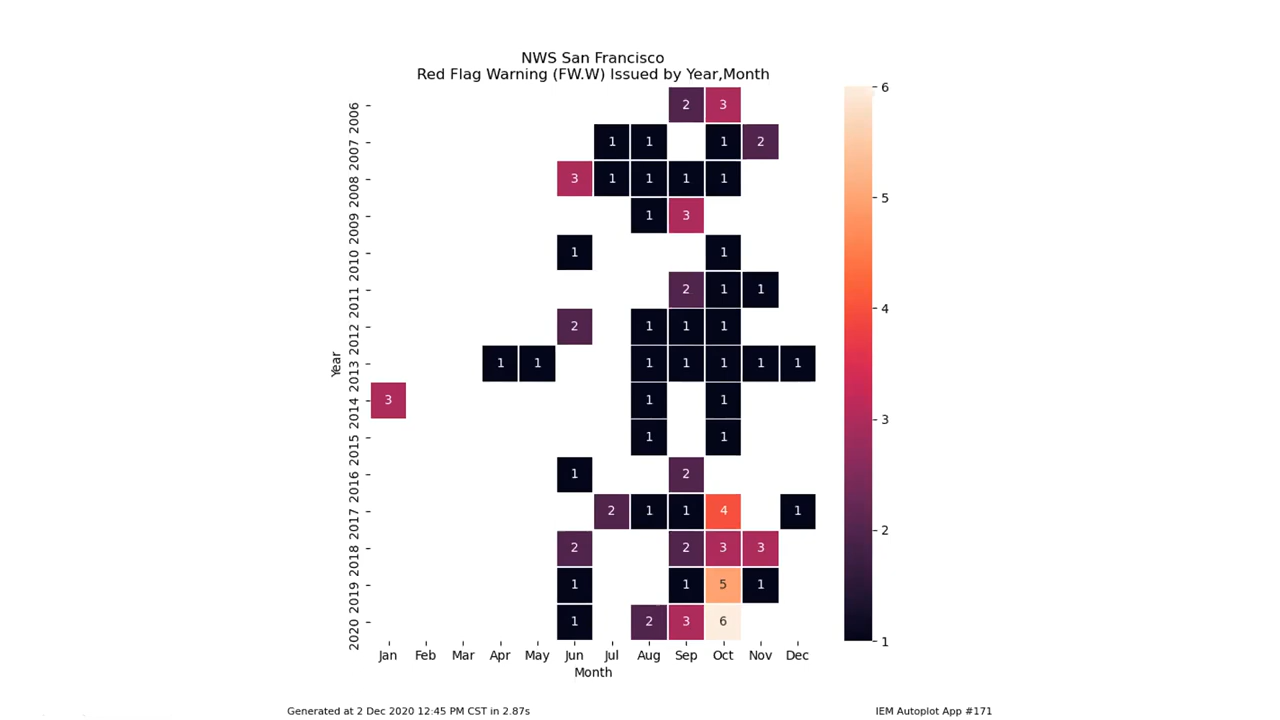 NWS San Francisco
Red Flag Warning (FW.W) Issued by Year,Month
Year
2006 2 3
2007 1 1 1 2
2008 3 1 1 1 1
2009 1 3
2010 1 1
2011 2 1 1
2012 2 1 1 1
2013 1 1 1 1 1 1 1
2014 3 1 1
2015 1 1
2016 1 2
2017 2 1 1 4 1
2018 2 2 3 3
2019 1 1 5 1
2020 1 2 3 6
Jan Feb Mar Apr May Jun Jul Aug Sep Oct Nov Dec
Month
6
5
4
3
2
1
Generated at 2 Dec 2020 12:45 PM CST in 2.87s
IEM Autoplot App #171